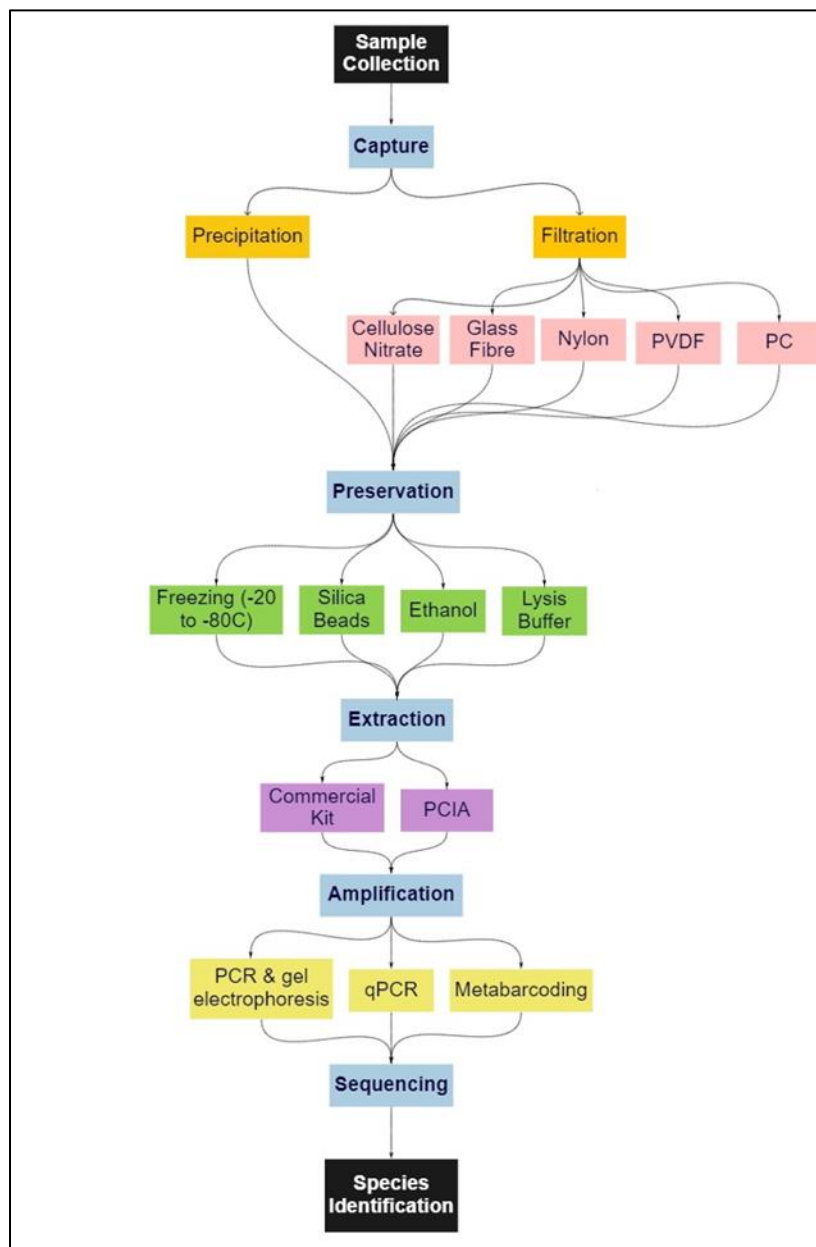 Sample
Collection
Capture
Precipitation
Filtration
Cellulose
Nitrate
Glass
Fibre
Nylon
PVDF
PC
Preservation
Freezing (-20
to -80C)
Silica
Beads
Ethanol
Lysis
Buffer
Extraction
Commercial
Kit
PCIA
Amplification
PCR & gel
electrophoresis
qPCR
Metabarcoding
Sequencing
Species
Identification